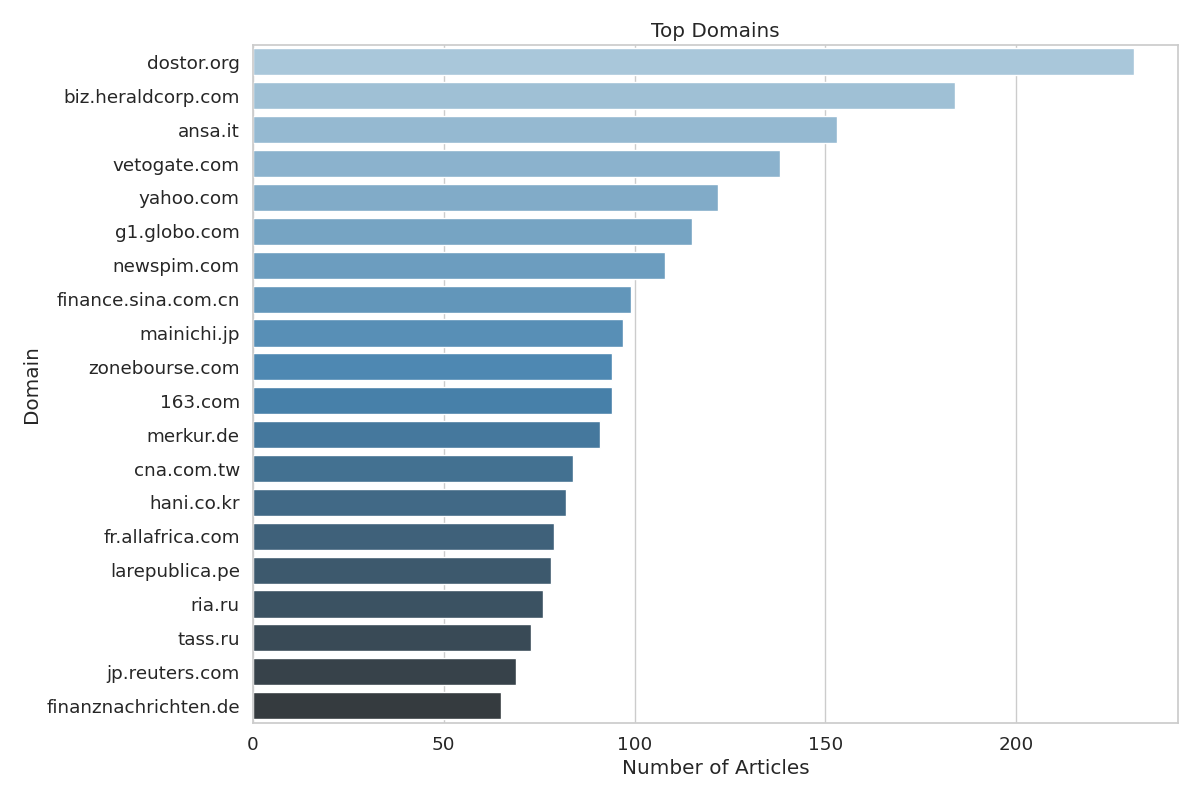 Top Domains
dostor.org
biz.heraldcorp.com
ansa.it
vetogate.com
yahoo.com
g1.globo.com
newspim.com
finance.sina.com.cn
mainichi.jp
zonebourse.com
163.com
merkur.de
cna.com.tw
hani.co.kr
fr.allafrica.com
larepublica.pe
ria.ru
tass.ru
jp.reuters.com
finanznachrichten.de
Domain
0 50 100 150 200
Number of Articles